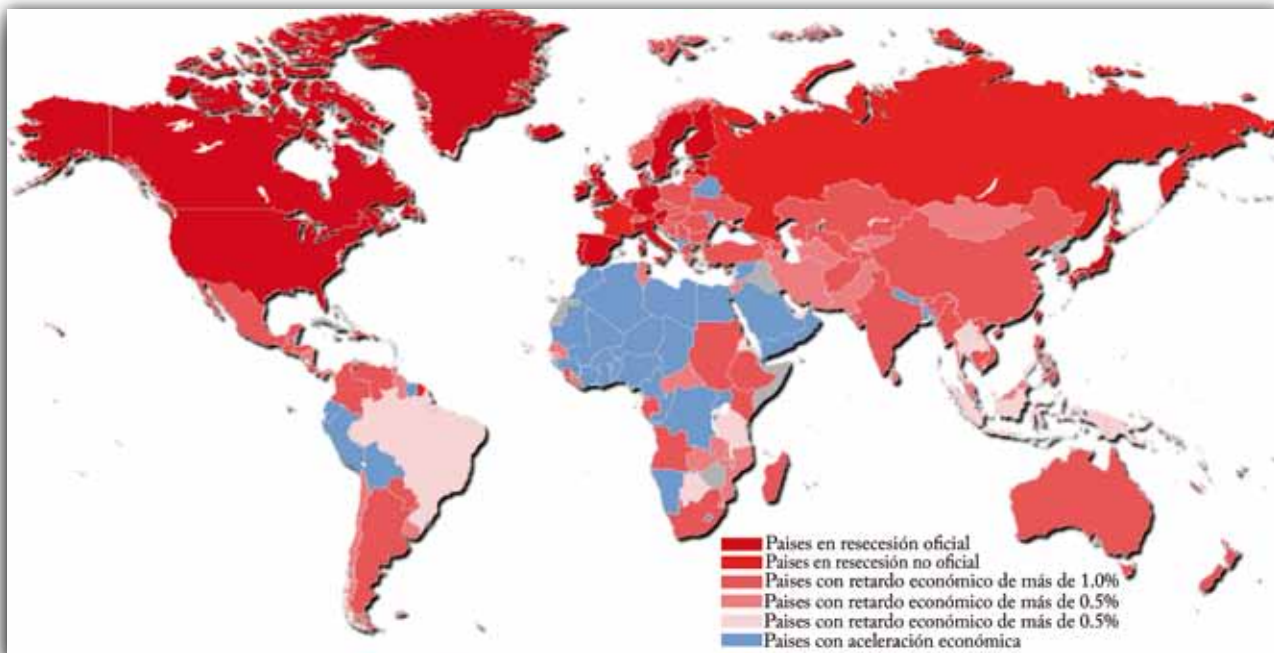 Paises en resecesión oficial
Paises en resecesión no oficial
Paises con retardo económico de más de 1.0%
Paises con retardo económico de más de 0.5%
Paises con retardo económico de más de 0.5%
Paises con aceleración económica